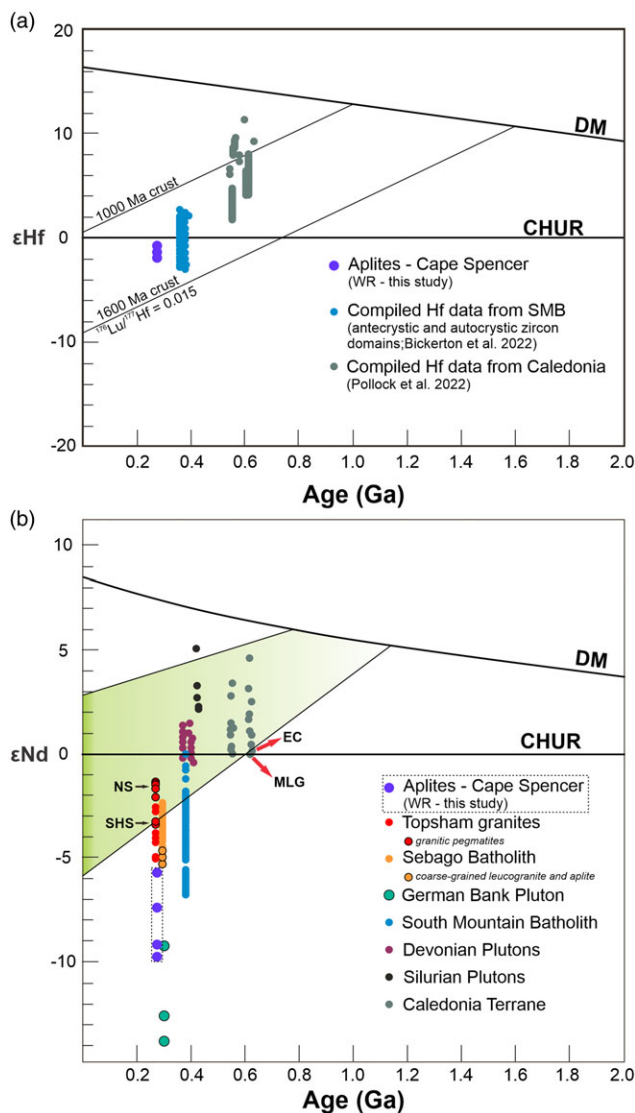 (a)
20
10
0
-10
-20
εHf
DM
1000 Ma crust
CHUR
1600 Ma crust
¹⁷⁶Lu/¹⁷⁷Hf = 0.015
Aplites - Cape Spencer
(WR - this study)
Compiled Hf data from SMB
(antecrystic and autocrystic zircon
domains;Bickerton et al. 2022)
Compiled Hf data from Caledonia
(Pollock et al. 2022)
0.2 0.4 0.6 0.8 1.0 1.2 1.4 1.6 1.8 2.0
Age (Ga)
(b)
10
5
0
-5
-10
εNd
DM
EC
CHUR
MLG
NS
SHS
Aplites - Cape Spencer
(WR - this study)
Topsham granites
granitic pegmatites
Sebago Batholith
coarse-grained leucogranite and aplite
German Bank Pluton
South Mountain Batholith
Devonian Plutons
Silurian Plutons
Caledonia Terrane
0.2 0.4 0.6 0.8 1.0 1.2 1.4 1.6 1.8 2.0
Age (Ga)